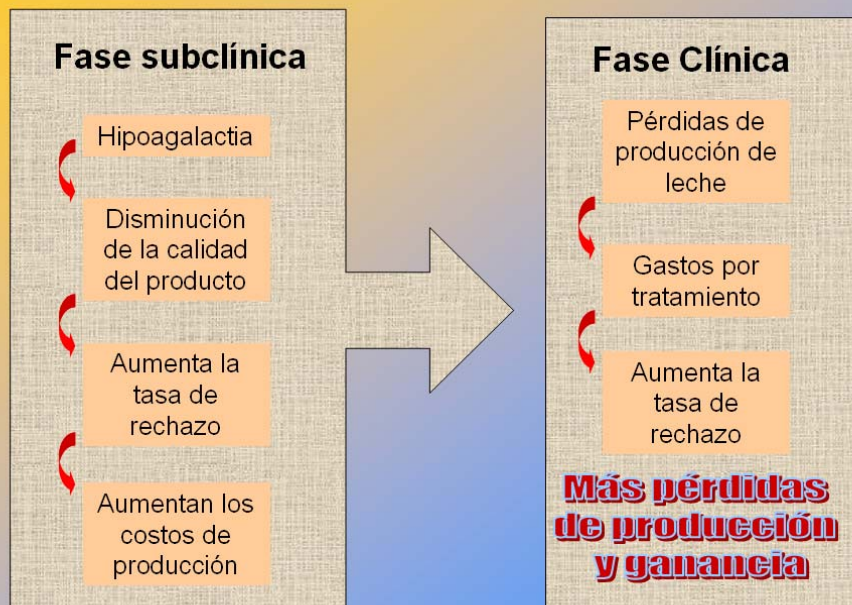 Fase subclínica
Hipoagalactia
Disminución
de la calidad
del producto
Aumenta la
tasa de
rechazo
Aumentan los
costos de
producción
Fase Clínica
Pérdidas de
producción de
leche
Gastos por
tratamiento
Aumenta la
tasa de
rechazo
Más pérdidas
de producción
y ganancia